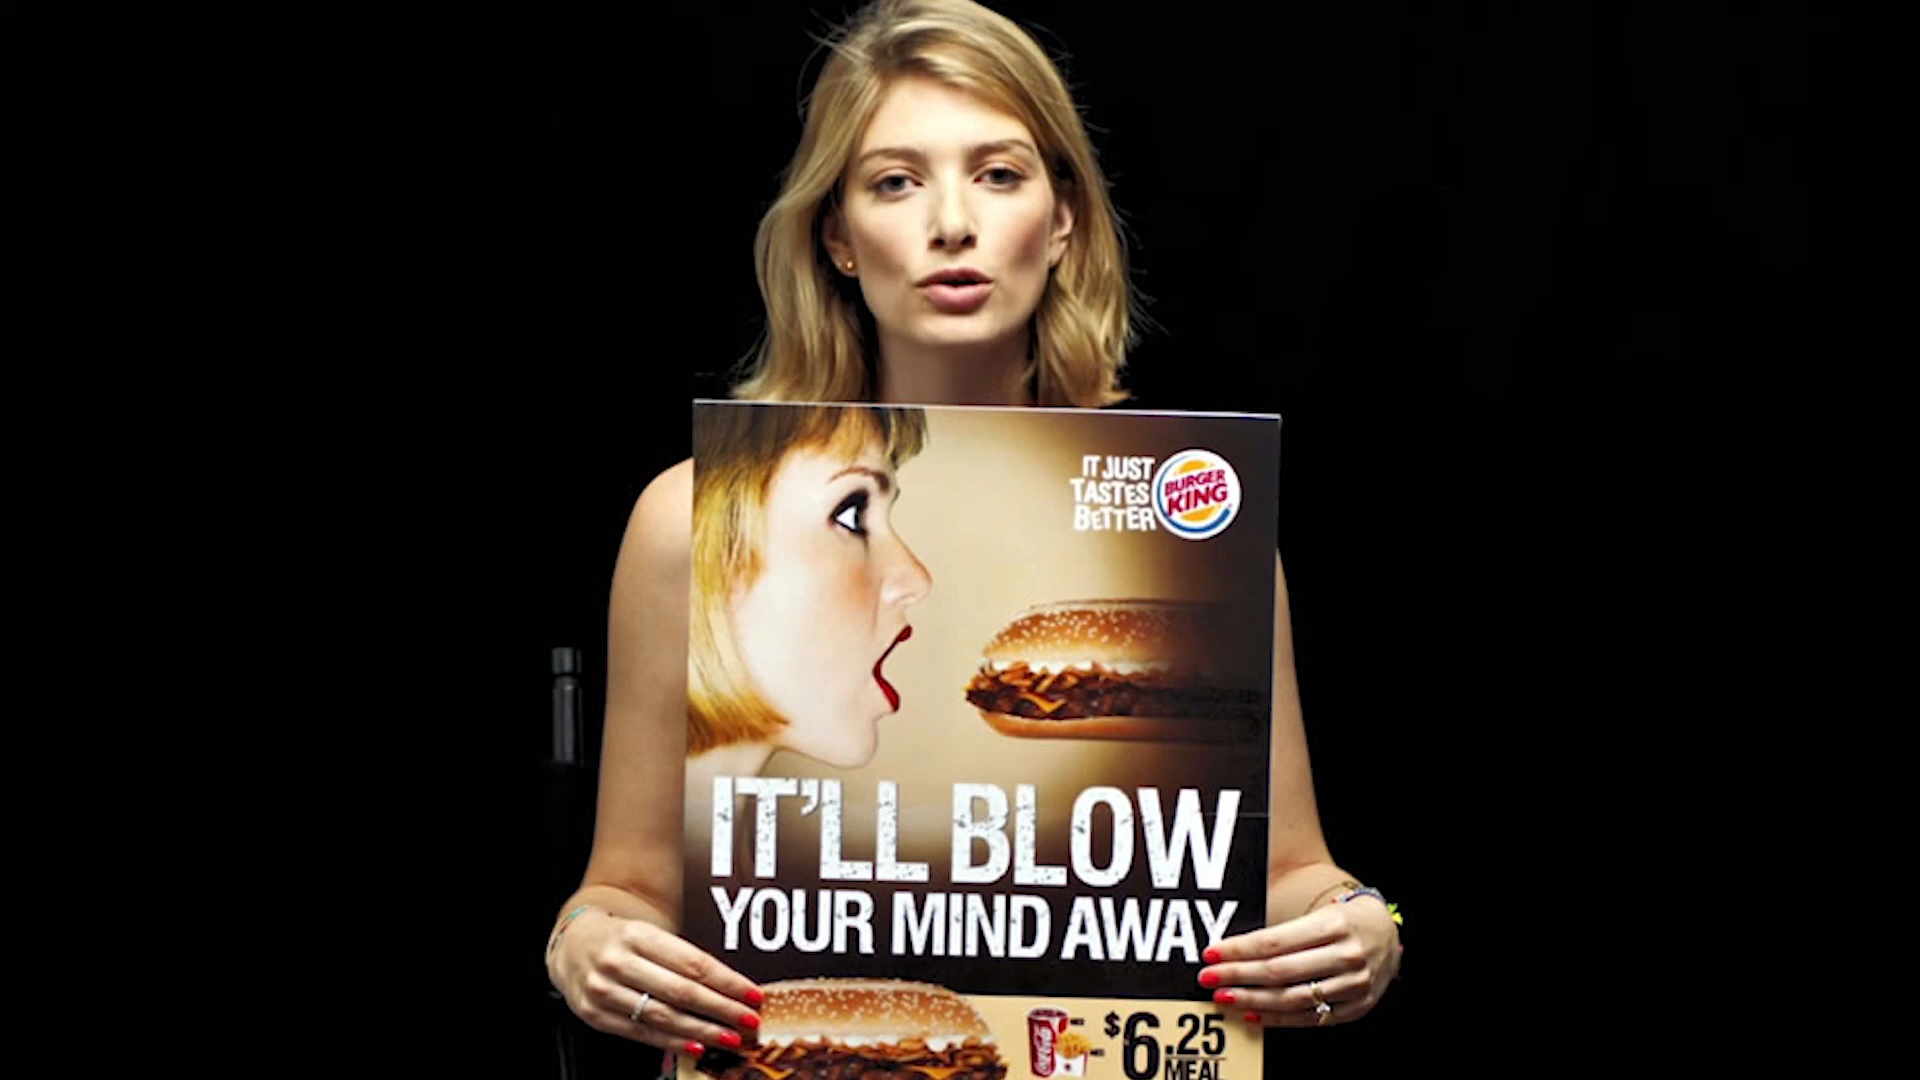 IT JUST
TASTES
BETTER
BURGER
KING
IT'LL BLOW
YOUR MIND AWAY
$6.25
MEAL